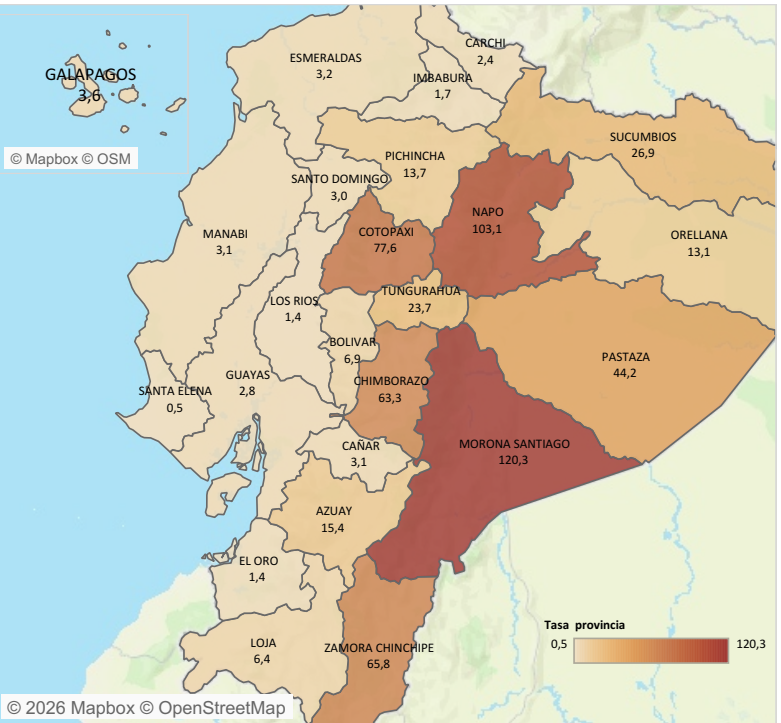 GALAPAGOS
3,6
© Mapbox © OSM
ESMERALDAS
3,2
CARCHI
2,4
IMBABURA
1,7
SUCUMBIOS
26,9
PICHINCHA
13,7
SANTO DOMINGO
3,0
NAPO
103,1
MANABI
3,1
COTOPAXI
77,6
ORELLANA
13,1
LOS RIOS
1,4
TUNGURAHUA
23,7
BOLIVAR
6,9
PASTAZA
44,2
GUAYAS
2,8
SANTA ELENA
0,5
CHIMBORAZO
63,3
CAÑAR
3,1
MORONA SANTIAGO
120,3
AZUAY
15,4
EL ORO
1,4
LOJA
6,4
ZAMORA CHINCHIPE
65,8
Tasa provincia
0,5
120,3
© 2026 Mapbox © OpenStreetMap